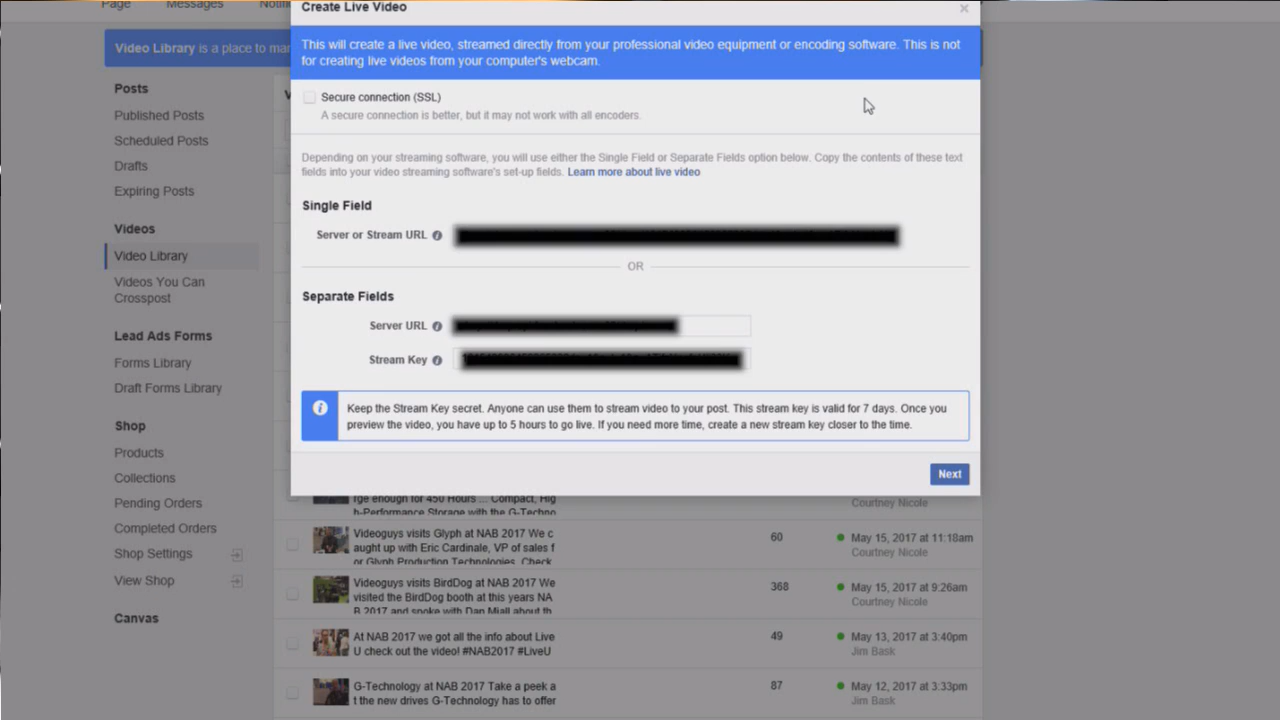 Page Messages
Create Live Video
Video Library is a place to
This will create a live video, streamed directly from your professional video equipment or encoding software. This is not
for creating live videos from your computer's webcam.
Posts
Published Posts
Scheduled Posts
Drafts
Expiring Posts
Videos
Video Library
Videos You Can
Crosspost
Lead Ads Forms
Forms Library
Draft Forms Library
Shop
Products
Collections
Pending Orders
Completed Orders
Shop Settings
View Shop
Canvas
Secure connection (SSL)
A secure connection is better, but it may not work with all encoders.
Depending on your streaming software, you will use either the Single Field or Separate Fields option below. Copy the contents of these text
fields into your video streaming software's set-up fields. Learn more about live video
Single Field
Server or Stream URL
OR
Separate Fields
Server URL
Stream Key
Keep the Stream Key secret. Anyone can use them to stream video to your post. This stream key is valid for 7 days. Once you
preview the video, you have up to 5 hours to go live. If you need more time, create a new stream key closer to the time.
Next
rge enough for 450 Hours ... Compact, Hig
h-Performance Storage with the G-Techno
Courtney Nicole
Videoguys visits Glyph at NAB 2017 We c
aught up with Eric Cardinale, VP of sales f
or Glyph Production Technologies. Check
60
May 15, 2017 at 11:18am
Courtney Nicole
Videoguys visits BirdDog at NAB 2017 We
visited the BirdDog booth at this years NA
B 2017 and spoke with Dan Miall about th
368
May 15, 2017 at 9:26am
Courtney Nicole
At NAB 2017 we got all the info about Live
U check out the video! #NAB2017 #LiveU
49
May 13, 2017 at 3:40pm
Jim Bask
G-Technology at NAB 2017 Take a peek a
t the new drives G-Technology has to offer
87
May 12, 2017 at 3:33pm
Jim Bask